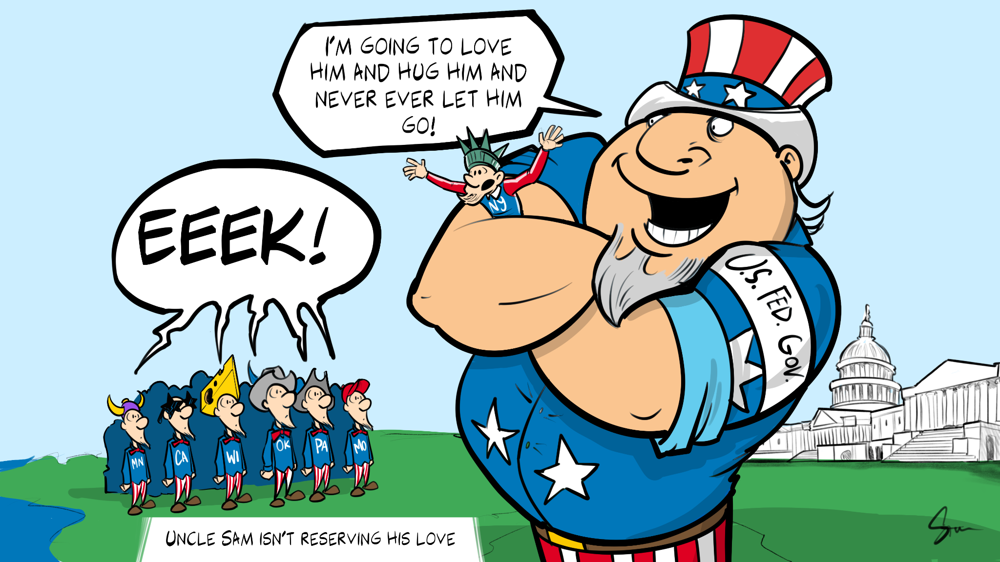 I'M GOING TO LOVE
HIM AND HUG HIM AND
NEVER EVER LET HIM
GO!
NY
EEEK!
U.S. FED. GOV.
MN
CA
WI
OK
PA
MO
UNCLE SAM ISN'T RESERVING HIS LOVE